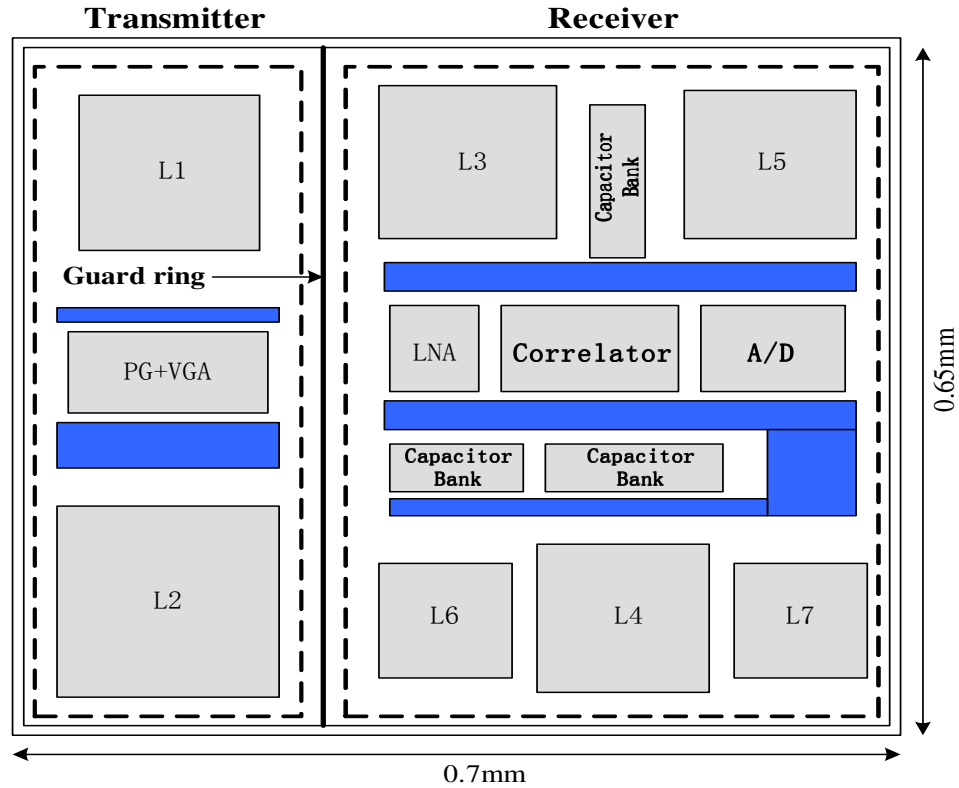 Transmitter
Receiver
L1
L3
Capacitor
Bank
L5
Guard ring
PG+VGA
LNA
Correlator
A/D
0.65mm
Capacitor
Bank
Capacitor
Bank
L2
L6
L4
L7
0.7mm